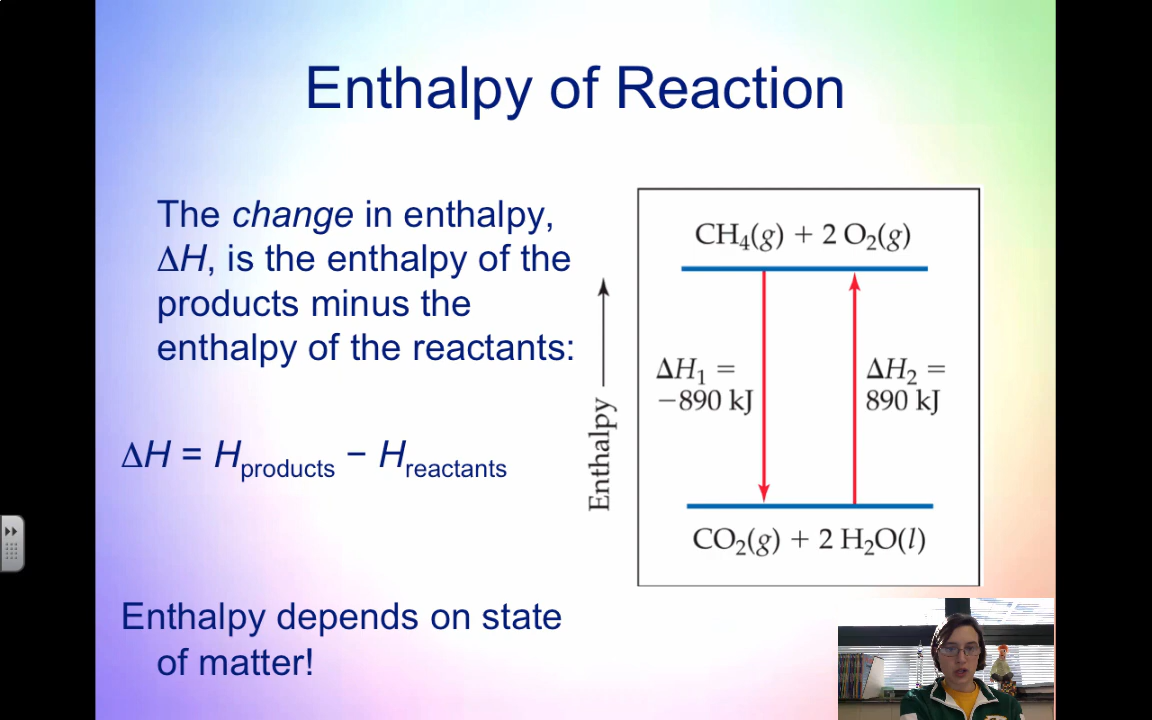 Enthalpy of Reaction
The change in enthalpy,
ΔH, is the enthalpy of the
products minus the
enthalpy of the reactants:
ΔH = Hproducts − Hreactants
Enthalpy depends on state
of matter!
Enthalpy
CH₄(g) + 2 O₂(g)
ΔH₁ =
−890 kJ
ΔH₂ =
890 kJ
CO₂(g) + 2 H₂O(l)